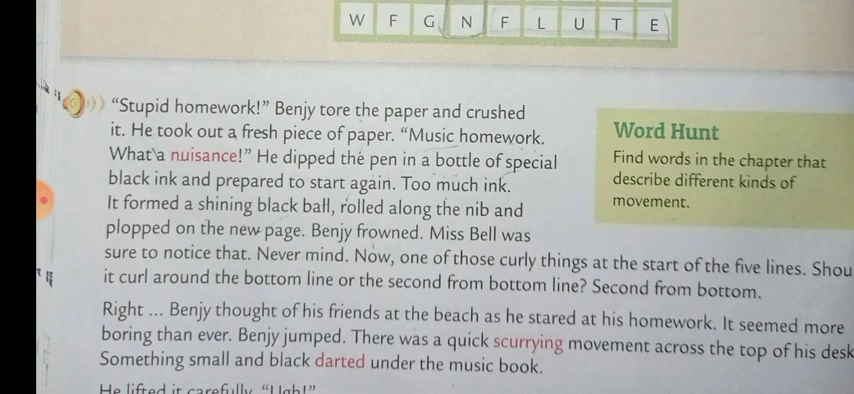 W F G N F L U T E
“Stupid homework!” Benjy tore the paper and crushed
it. He took out a fresh piece of paper. “Music homework.
What a nuisance!” He dipped the pen in a bottle of special
black ink and prepared to start again. Too much ink.
It formed a shining black ball, rolled along the nib and
plopped on the new page. Benjy frowned. Miss Bell was
sure to notice that. Never mind. Now, one of those curly things at the start of the five lines. Shou
it curl around the bottom line or the second from bottom line? Second from bottom.
Right ... Benjy thought of his friends at the beach as he stared at his homework. It seemed more
boring than ever. Benjy jumped. There was a quick scurrying movement across the top of his desk
Something small and black darted under the music book.
He lifted it carefully. “Ugh!”
Word Hunt
Find words in the chapter that
describe different kinds of
movement.